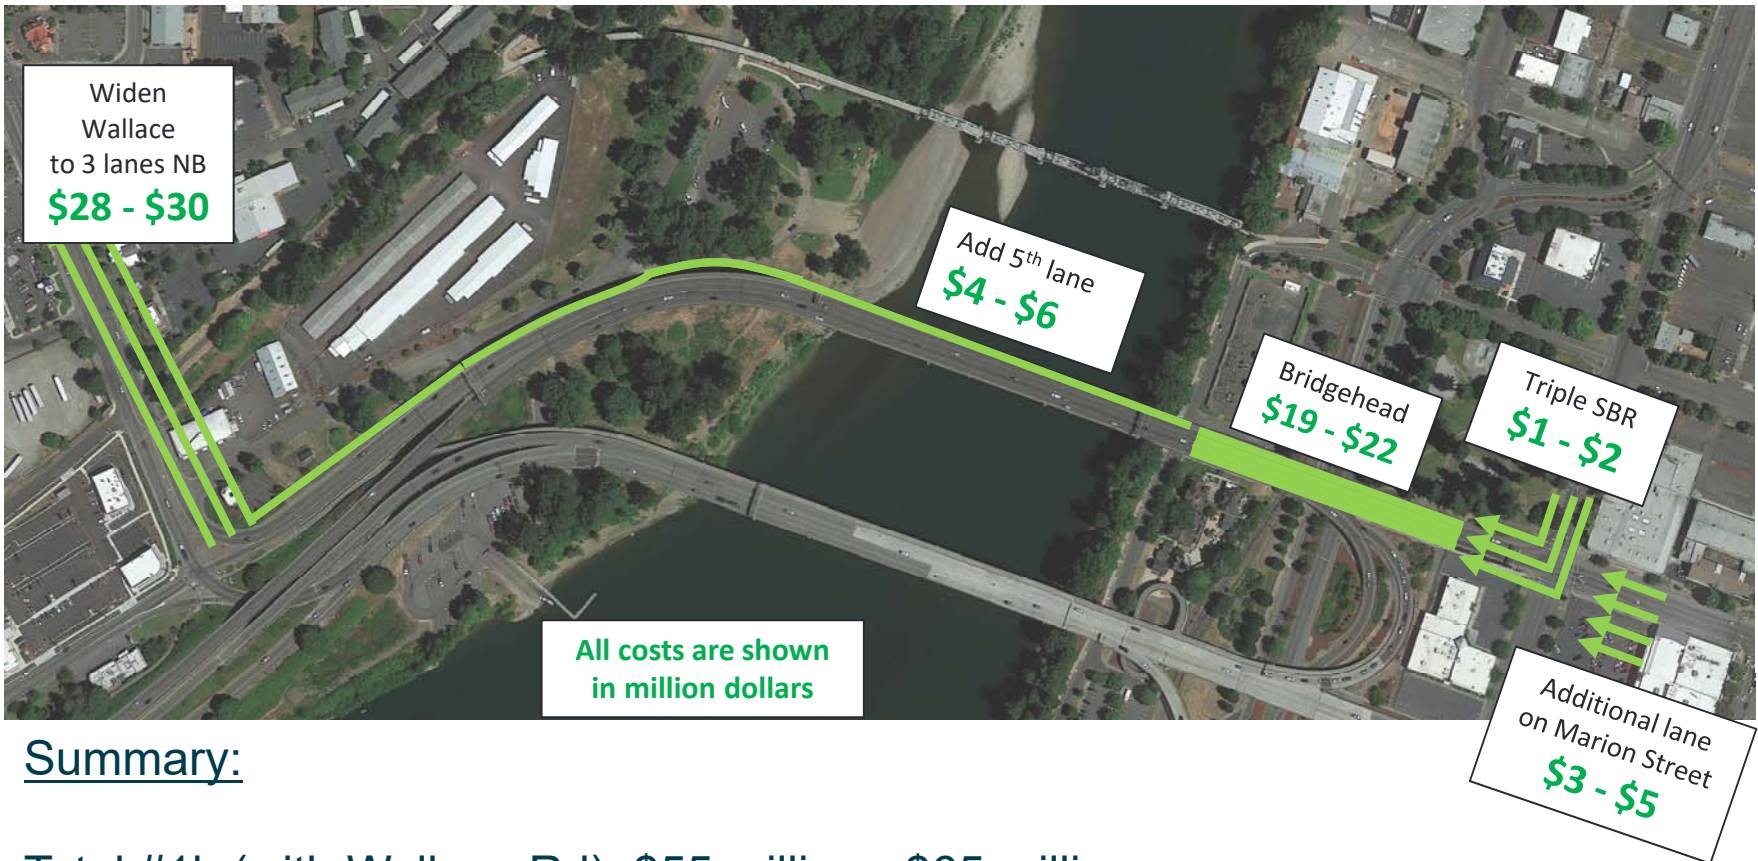 Widen
Wallace
to 3 lanes NB
$28 - $30
Add 5th lane
$4 - $6
Bridgehead
$19 - $22
Triple SBR
$1 - $2
All costs are shown
in million dollars
Additional lane
on Marion Street
$3 - $5
Summary: